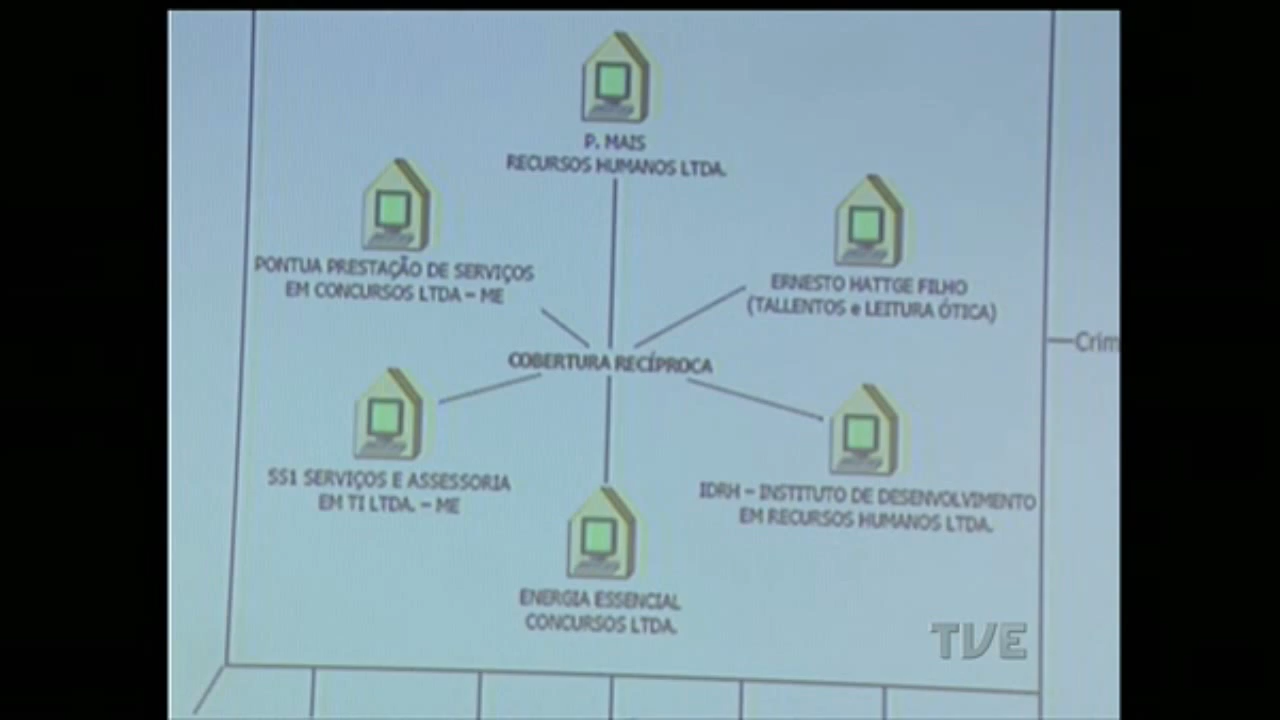 P. MAIS
RECURSOS HUMANOS LTDA.
PONTUA PRESTAÇÃO DE SERVIÇOS
EM CONCURSOS LTDA – ME
ERNESTO HATTGE FILHO
(TALLENTOS e LEITURA ÓTICA)
COBERTURA RECÍPROCA
Crim
SS1 SERVIÇOS E ASSESSORIA
EM TI LTDA. – ME
IDRH – INSTITUTO DE DESENVOLVIMENTO
EM RECURSOS HUMANOS LTDA.
ENERGIA ESSENCIAL
CONCURSOS LTDA.
TVE